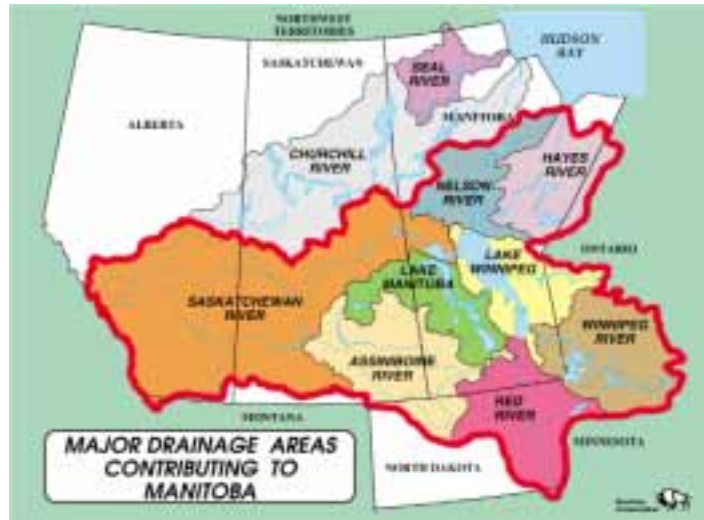 NORTHWEST
TERRITORIES
HUDSON
BAY
SASKATCHEWAN
SEAL
RIVER
ALBERTA
MANITOBA
CHURCHILL
RIVER
HAYES
RIVER
NELSON
RIVER
ONTARIO
LAKE
WINNIPEG
LAKE
MANITOBA
SASKATCHEWAN
RIVER
WINNIPEG
RIVER
ASSINIBOINE
RIVER
RED
RIVER
MONTANA
MINNESOTA
NORTH DAKOTA
MAJOR DRAINAGE AREAS
CONTRIBUTING TO
MANITOBA